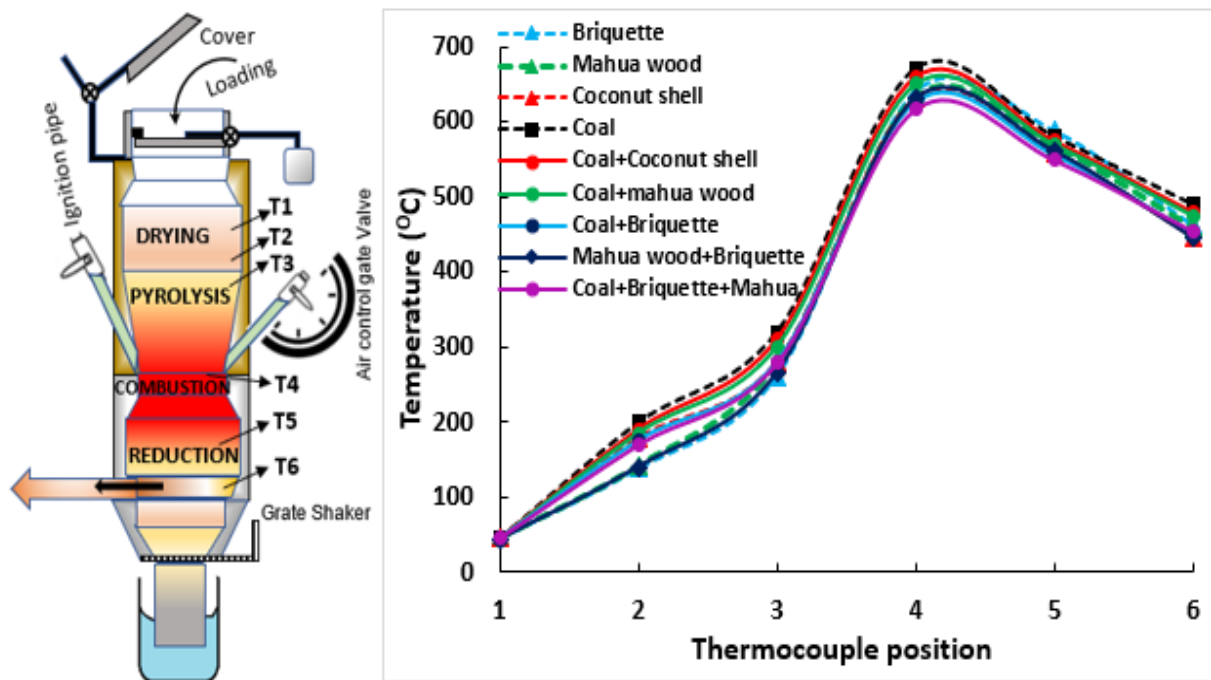 Cover
Loading
Ignition pipe
Air control gate Valve
T1
DRYING
T2
T3
PYROLYSIS
COMBUSTION
T4
T5
REDUCTION
T6
Grate Shaker
Briquette
Mahua wood
Coconut shell
Coal
Coal+Coconut shell
Coal+mahua wood
Coal+Briquette
Mahua wood+Briquette
Coal+Briquette+Mahua
Temperature (⁰C)
700
600
500
400
300
200
100
0
1 2 3 4 5 6
Thermocouple position